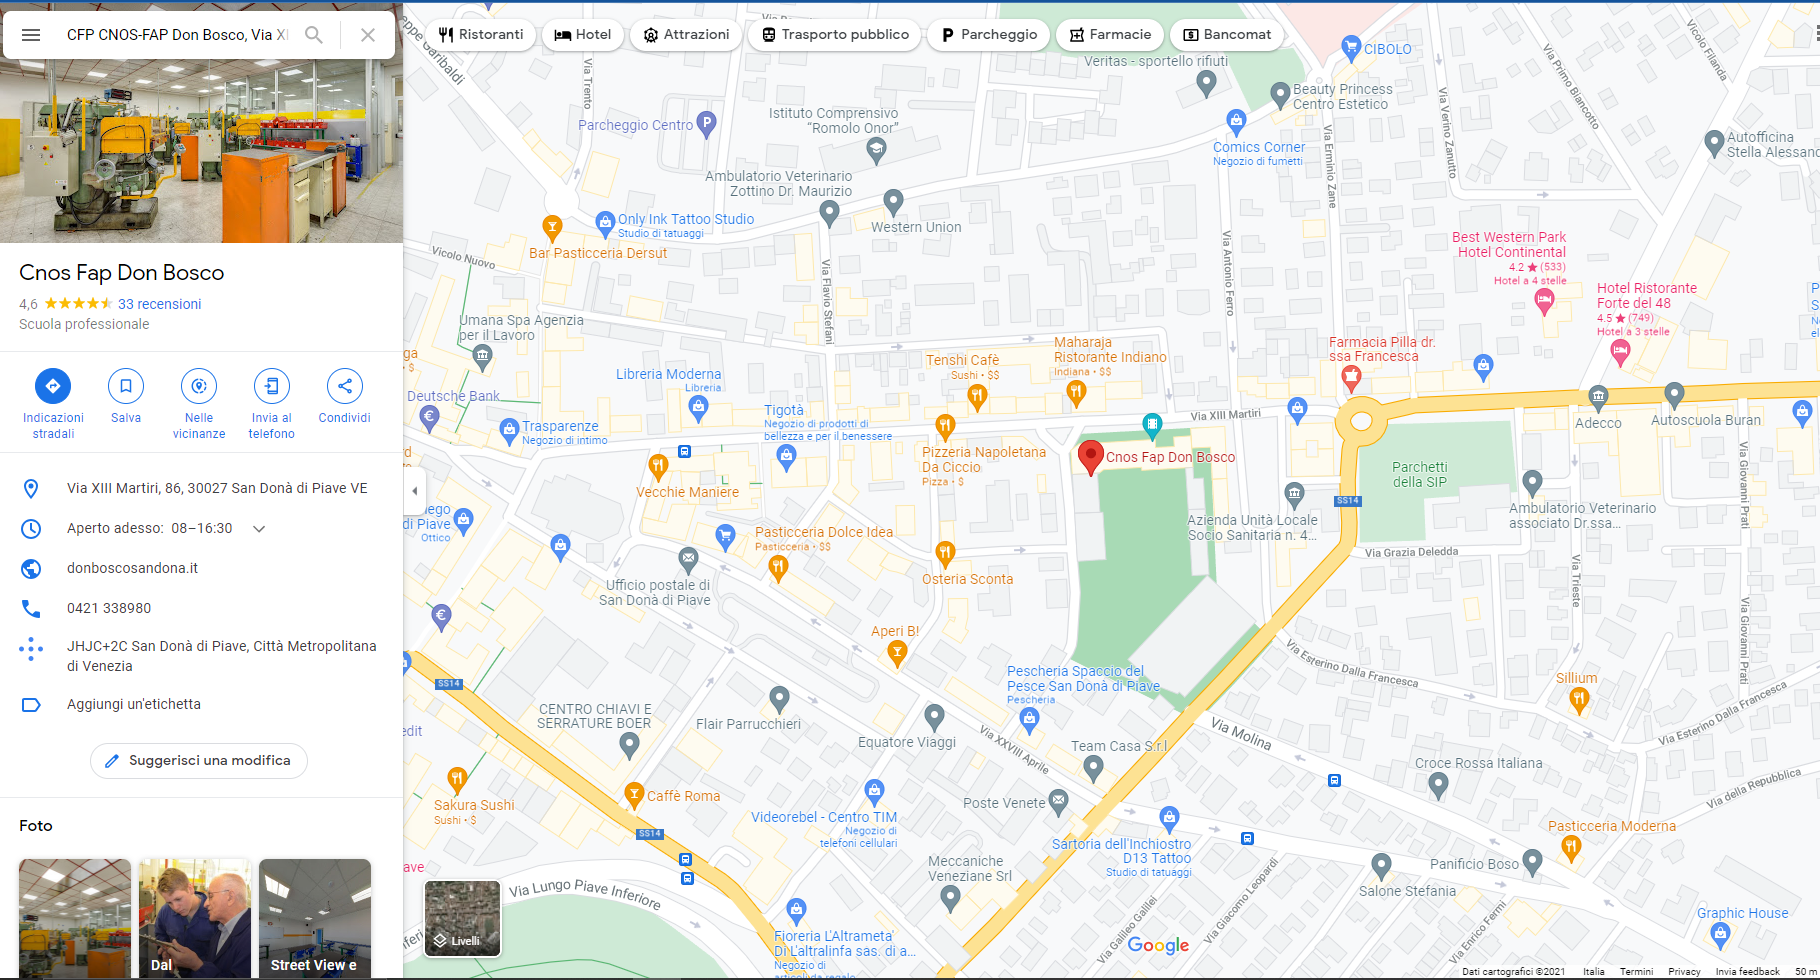 CFP CNOS-FAP Don Bosco, Via XI
Ristoranti
Hotel
Attrazioni
Trasporto pubblico
Parcheggio
Farmacie
Bancomat
Cnos Fap Don Bosco
4,6
33 recensioni
Scuola professionale
Indicazioni
stradali
Salva
Nelle
vicinanze
Invia al
telefono
Condividi
Via XIII Martiri, 86, 30027 San Donà di Piave VE
Aperto adesso: 08–16:30
donboscosandona.it
0421 338980
JHJC+2C San Donà di Piave, Città Metropolitana
di Venezia
Aggiungi un'etichetta
Suggerisci una modifica
Foto
Dal
Street View e
Livelli
Via Trento
Parcheggio Centro
P
Istituto Comprensivo
"Romolo Onor"
Veritas - sportello rifiuti
CIBOLO
Beauty Princess
Centro Estetico
Comics Corner
Negozio di fumetti
Via Erminio Zane
Via Verino Zanutto
Via Primo Biancotto
Vicolo Filanda
Autofficina
Stella Alessand
Ambulatorio Veterinario
Zottino Dr. Maurizio
Western Union
Only Ink Tattoo Studio
Studio di tatuaggi
Bar Pasticceria Dersut
Vicolo Nuovo
Via Flavio Stefani
Via Antonio Ferro
Best Western Park
Hotel Continental
4.2 ★ (533)
Hotel a 4 stelle
Hotel Ristorante
Forte del 48
4.5 ★ (749)
Hotel a 3 stelle
Umana Spa Agenzia
per il Lavoro
Libreria Moderna
Libreria
Tenshi Cafè
Sushi • $$
Maharaja
Ristorante Indiano
Indiana • $$
Farmacia Pilla dr.
ssa Francesca
Deutsche Bank
Trasparenze
Negozio di intimo
Tigotà
Negozio di prodotti di
bellezza e per il benessere
Via XIII Martiri
Adecco
Autoscuola Buran
Pizzeria Napoletana
Da Ciccio
Pizza • $
Cnos Fap Don Bosco
Parchetti
della SIP
Vecchie Maniere
SS14
Ambulatorio Veterinario
associato Dr.ssa...
Via Giovanni Prati
Azienda Unità Locale
Socio Sanitaria n. 4...
di Piave
Ottico
Pasticceria Dolce Idea
Pasticceria • $$
Via Grazia Deledda
Ufficio postale di
San Donà di Piave
Osteria Sconta
Via Trieste
Via Giovanni Prati
Aperi B!
Via Esterino Dalla Francesca
Pescheria Spaccio del
Pesce San Donà di Piave
Pescheria
Sillium
SS14
CENTRO CHIAVI E
SERRATURE BOER
Flair Parrucchieri
Equatore Viaggi
Via XXVIII Aprile
Via Molina
Via Esterino Dalla Francesca
Team Casa S.r.l
Croce Rossa Italiana
Via della Repubblica
Sakura Sushi
Sushi • $
Caffè Roma
SS14
Videorebel - Centro TIM
Negozio di
telefoni cellulari
Poste Venete
Sartoria dell'Inchiostro
D13 Tattoo
Studio di tatuaggi
Pasticceria Moderna
Panificio Boso
Salone Stefania
Meccaniche
Veneziane Srl
Via Lungo Piave Inferiore
Via Galileo Galilei
Via Giacomo Leopardi
Via Enrico Fermi
Graphic House
Fioreria L'Altrameta'
Di L'altralinfa sas. di a...
Negozio di
Google
Dati cartografici ©2021
Italia
Termini
Privacy
Invia feedback
50 m